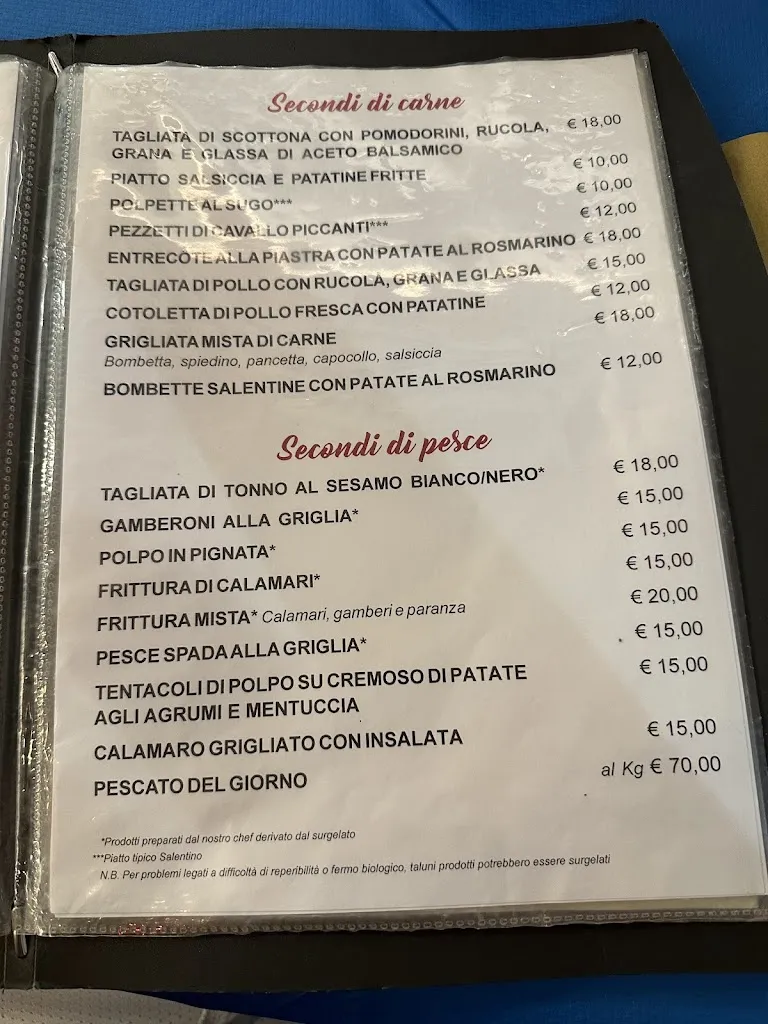 Secondi di carne
TAGLIATA DI SCOTTONA CON POMODORINI, RUCOLA, € 18,00
GRANA E GLASSA DI ACETO BALSAMICO
PIATTO SALSICCIA E PATATINE FRITTE € 10,00
POLPETTE AL SUGO*** € 10,00
PEZZETTI DI CAVALLO PICCANTI*** € 12,00
ENTRECÔTE ALLA PIASTRA CON PATATE AL ROSMARINO € 18,00
TAGLIATA DI POLLO CON RUCOLA, GRANA E GLASSA € 15,00
COTOLETTA DI POLLO FRESCA CON PATATINE € 12,00
GRIGLIATA MISTA DI CARNE € 18,00
Bombetta, spiedino, pancetta, capocollo, salsiccia
BOMBETTE SALENTINE CON PATATE AL ROSMARINO € 12,00
Secondi di pesce
TAGLIATA DI TONNO AL SESAMO BIANCO/NERO* € 18,00
GAMBERONI ALLA GRIGLIA* € 15,00
POLPO IN PIGNATA* € 15,00
FRITTURA DI CALAMARI* € 15,00
FRITTURA MISTA* Calamari, gamberi e paranza € 20,00
PESCE SPADA ALLA GRIGLIA* € 15,00
TENTACOLI DI POLPO SU CREMOSO DI PATATE € 15,00
AGLI AGRUMI E MENTUCCIA
CALAMARO GRIGLIATO CON INSALATA € 15,00
PESCATO DEL GIORNO al Kg € 70,00
*Prodotti preparati dal nostro chef derivato dal surgelato
***Piatto tipico Salentino
N.B. Per problemi legati a difficoltà di reperibilità o fermo biologico, taluni prodotti potrebbero essere surgelati